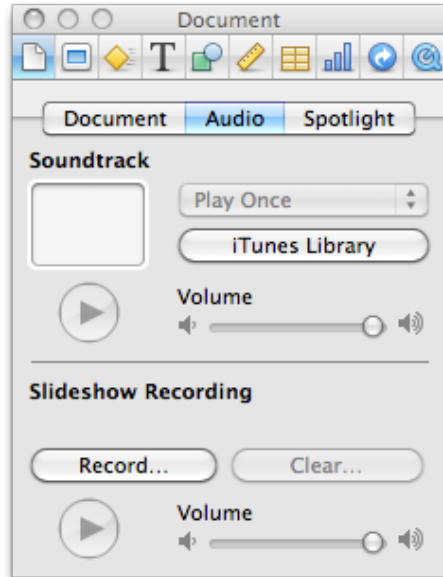 Document
T
Document Audio Spotlight
Soundtrack
Play Once
iTunes Library
Volume
Slideshow Recording
Record... Clear...
Volume